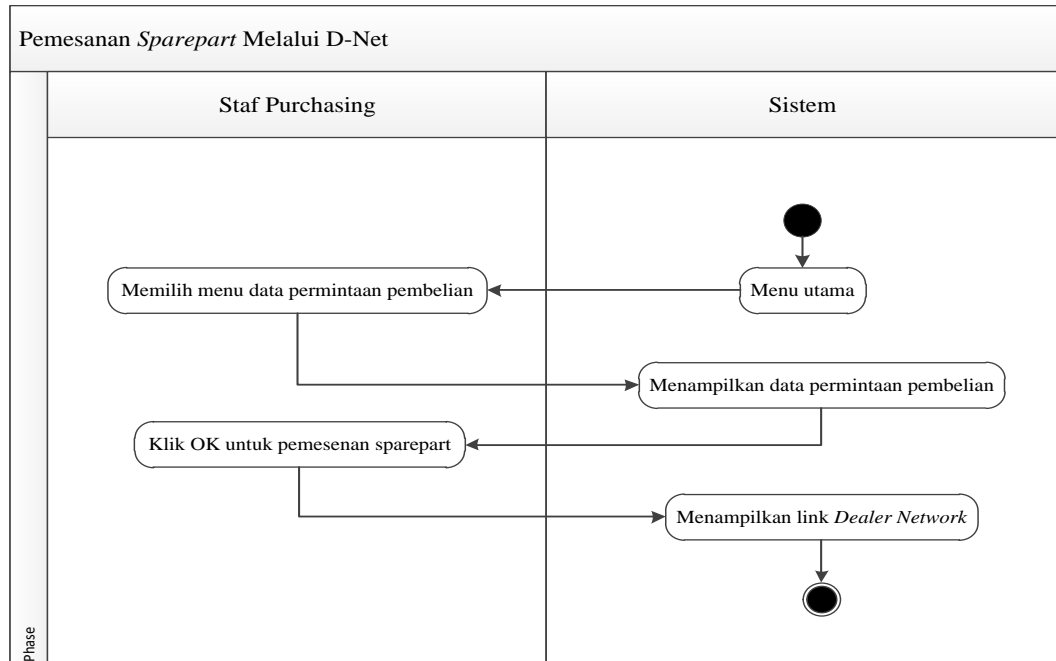 Pemesanan Sparepart Melalui D-Net
Staf Purchasing
Sistem
Menu utama
Memilih menu data permintaan pembelian
Menampilkan data permintaan pembelian
Klik OK untuk pemesenan sparepart
Menampilkan link Dealer Network
Phase